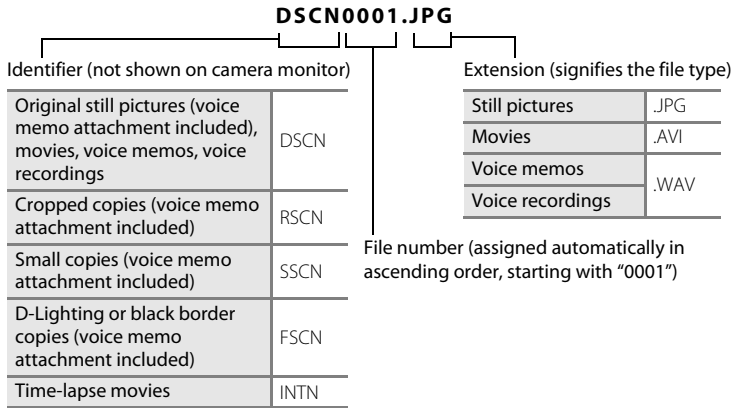 DSCN0001.JPG
Identifier (not shown on camera monitor)
Original still pictures (voice
memo attachment included),
movies, voice memos, voice
recordings
DSCN
Cropped copies (voice memo
attachment included)
RSCN
Small copies (voice memo
attachment included)
SSCN
D-Lighting or black border
copies (voice memo
attachment included)
FSCN
Time-lapse movies
INTN
Extension (signifies the file type)
Still pictures
.JPG
Movies
.AVI
Voice memos
Voice recordings
.WAV
File number (assigned automatically in
ascending order, starting with “0001”)